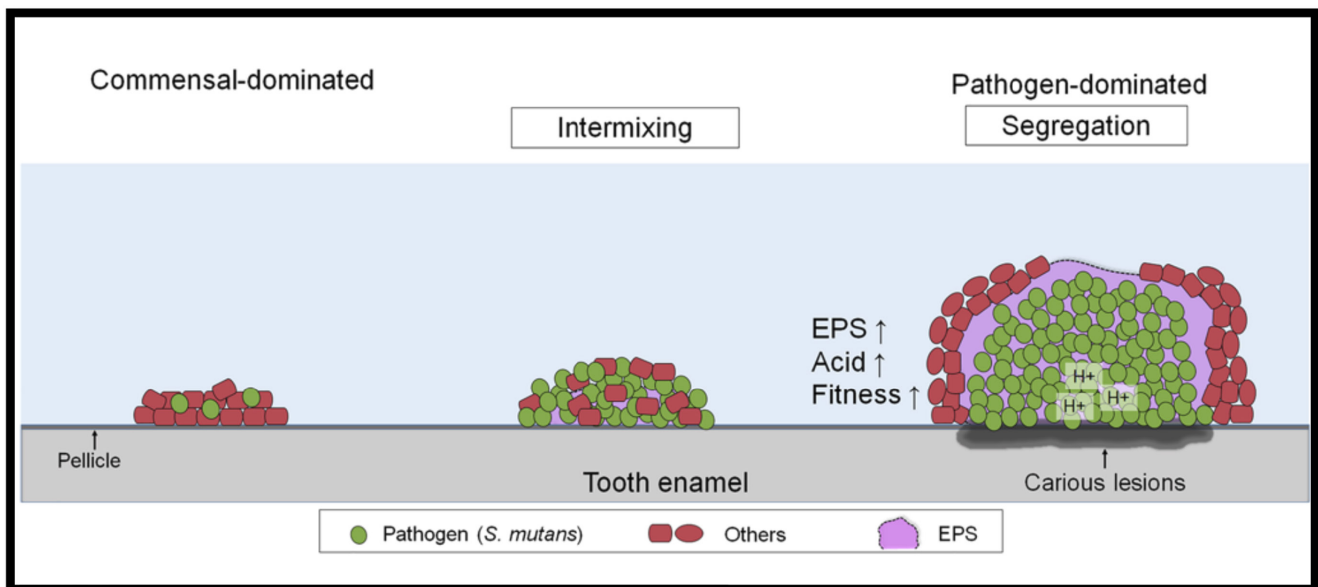 Commensal-dominated
Pathogen-dominated
Intermixing
Segregation
EPS ↑
Acid ↑
Fitness ↑
H+
H+
H+
Pellicle
Tooth enamel
Carious lesions
Pathogen (S. mutans)
Others
EPS